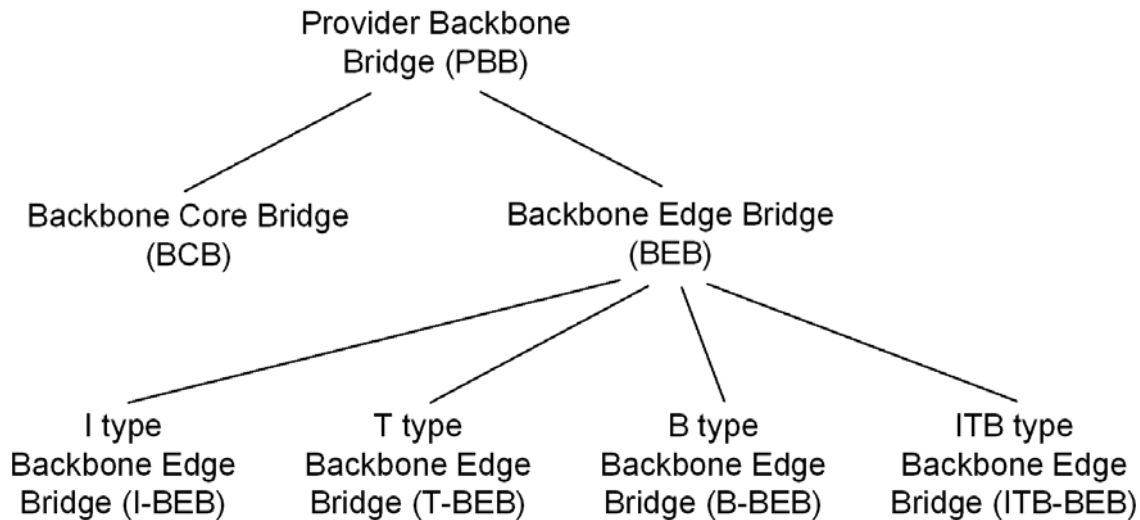 Provider Backbone
Bridge (PBB)
Backbone Core Bridge
(BCB)
Backbone Edge Bridge
(BEB)
I type
Backbone Edge
Bridge (I-BEB)
T type
Backbone Edge
Bridge (T-BEB)
B type
Backbone Edge
Bridge (B-BEB)
ITB type
Backbone Edge
Bridge (ITB-BEB)